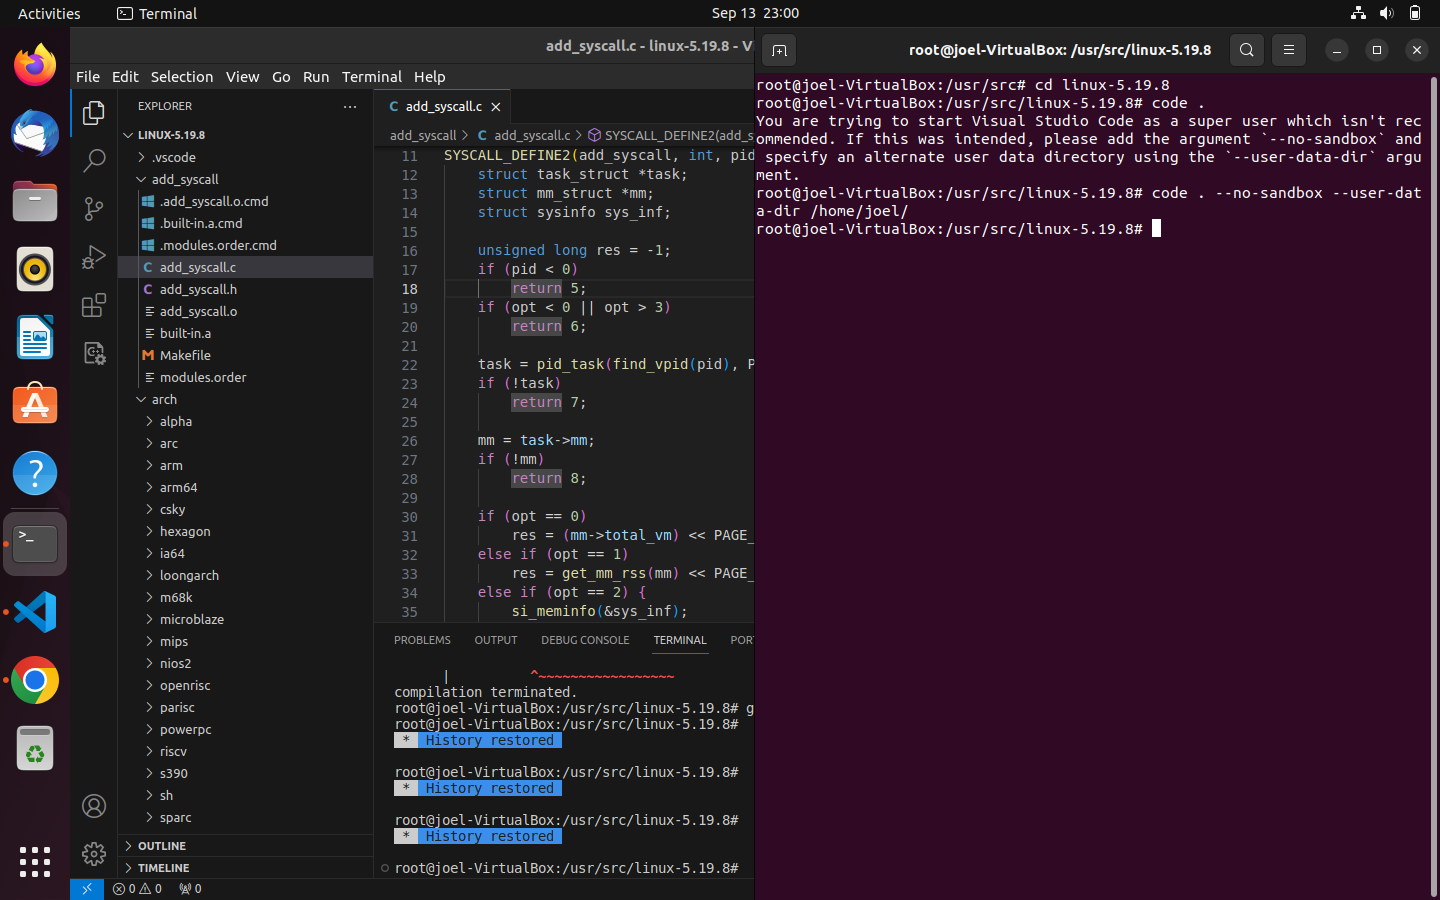 Activities
Terminal
Sep 13 23:00
add_syscall.c - linux-5.19.8 - V
File Edit Selection View Go Run Terminal Help
EXPLORER
LINUX-5.19.8
.vscode
add_syscall
.add_syscall.o.cmd
.built-in.a.cmd
.modules.order.cmd
C add_syscall.c
C add_syscall.h
add_syscall.o
built-in.a
M Makefile
modules.order
arch
alpha
arc
arm
arm64
csky
hexagon
ia64
loongarch
m68k
microblaze
mips
nios2
openrisc
parisc
powerpc
riscv
s390
sh
sparc
OUTLINE
TIMELINE
0 0 0
C add_syscall.c
add_syscall > C add_syscall.c > SYSCALL_DEFINE2(add_s
11 SYSCALL_DEFINE2(add_syscall, int, pid
12 struct task_struct *task;
13 struct mm_struct *mm;
14 struct sysinfo sys_inf;
15
16 unsigned long res = -1;
17 if (pid < 0)
18 return 5;
19 if (opt < 0 || opt > 3)
20 return 6;
21
22 task = pid_task(find_vpid(pid), P
23 if (!task)
24 return 7;
25
26 mm = task->mm;
27 if (!mm)
28 return 8;
29
30 if (opt == 0)
31 res = (mm->total_vm) << PAGE_
32 else if (opt == 1)
33 res = get_mm_rss(mm) << PAGE_
34 else if (opt == 2) {
35 si_meminfo(&sys_inf);
PROBLEMS OUTPUT DEBUG CONSOLE TERMINAL POR
| ^~~~~~~~~~~~~~~~~~
compilation terminated.
root@joel-VirtualBox:/usr/src/linux-5.19.8# g
root@joel-VirtualBox:/usr/src/linux-5.19.8#
* History restored
root@joel-VirtualBox:/usr/src/linux-5.19.8#
* History restored
root@joel-VirtualBox:/usr/src/linux-5.19.8#
* History restored
root@joel-VirtualBox:/usr/src/linux-5.19.8#
root@joel-VirtualBox: /usr/src/linux-5.19.8
root@joel-VirtualBox:/usr/src# cd linux-5.19.8
root@joel-VirtualBox:/usr/src/linux-5.19.8# code .
You are trying to start Visual Studio Code as a super user which isn't rec
ommended. If this was intended, please add the argument `--no-sandbox` and
specify an alternate user data directory using the `--user-data-dir` argu
ment.
root@joel-VirtualBox:/usr/src/linux-5.19.8# code . --no-sandbox --user-dat
a-dir /home/joel/
root@joel-VirtualBox:/usr/src/linux-5.19.8#